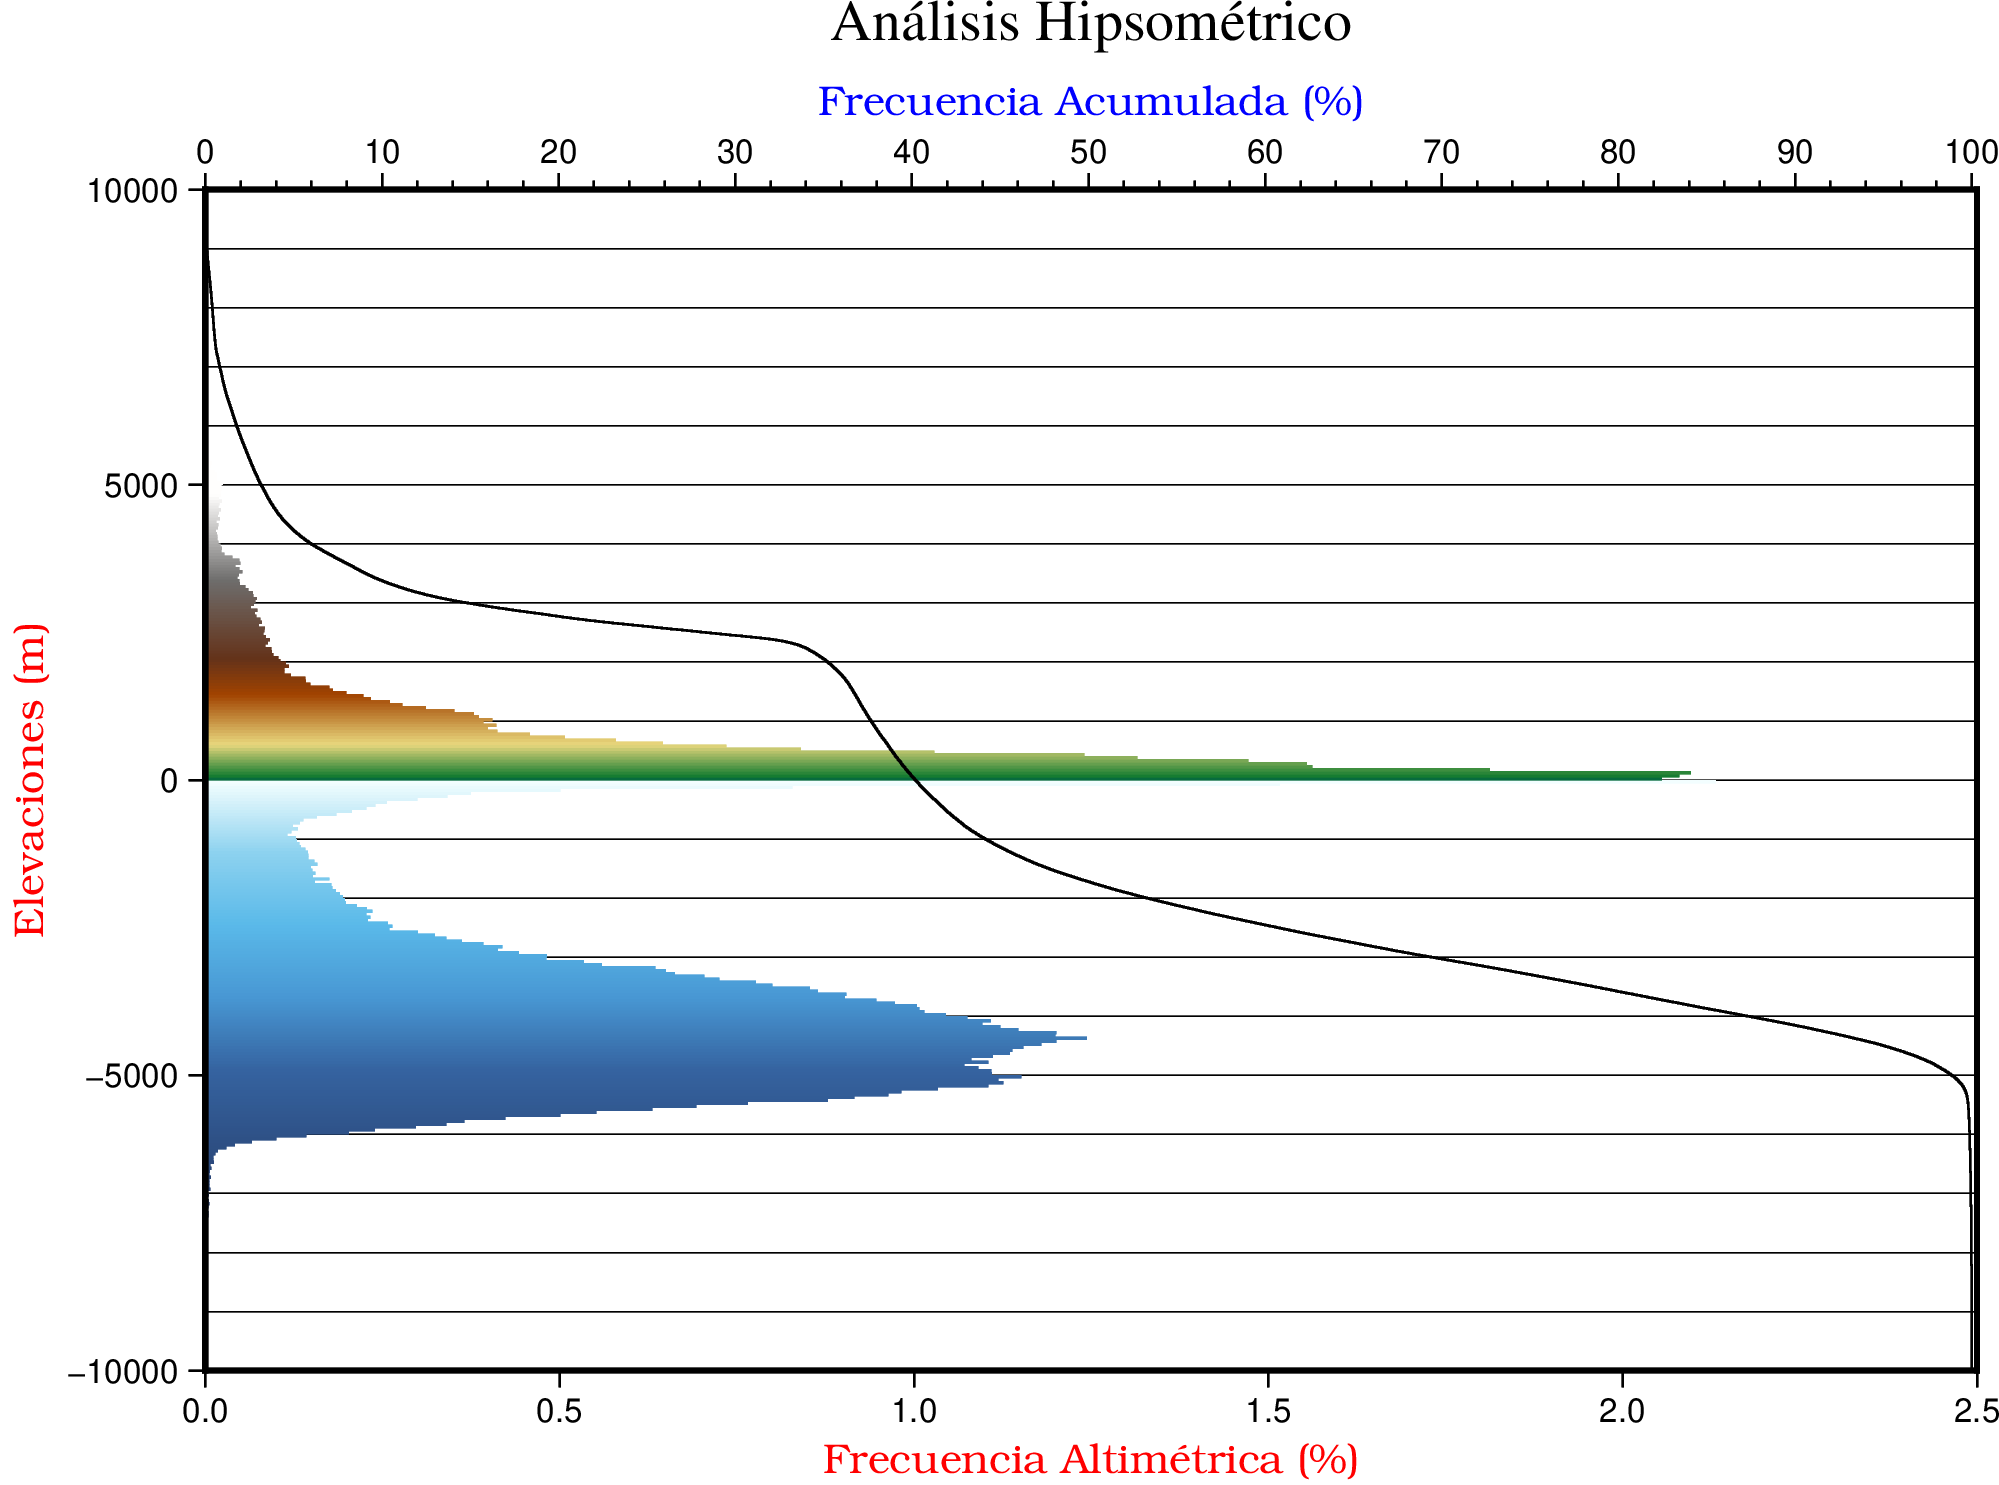 Análisis Hipsométrico
Frecuencia Acumulada (%)
0 10 20 30 40 50 60 70 80 90 100
10000
5000
0
−5000
−10000
Elevaciones (m)
0.0 0.5 1.0 1.5 2.0 2.5
Frecuencia Altimétrica (%)